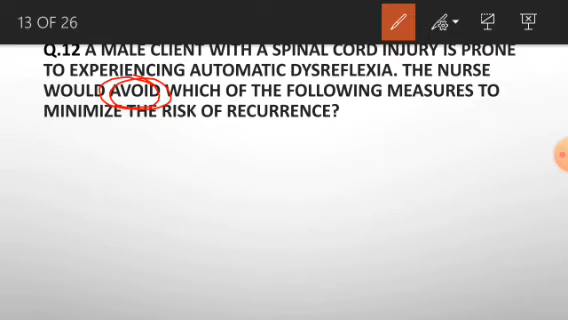 13 OF 26
Q.12 A MALE CLIENT WITH A SPINAL CORD INJURY IS PRONE
TO EXPERIENCING AUTOMATIC DYSREFLEXIA. THE NURSE
WOULD AVOID WHICH OF THE FOLLOWING MEASURES TO
MINIMIZE THE RISK OF RECURRENCE?